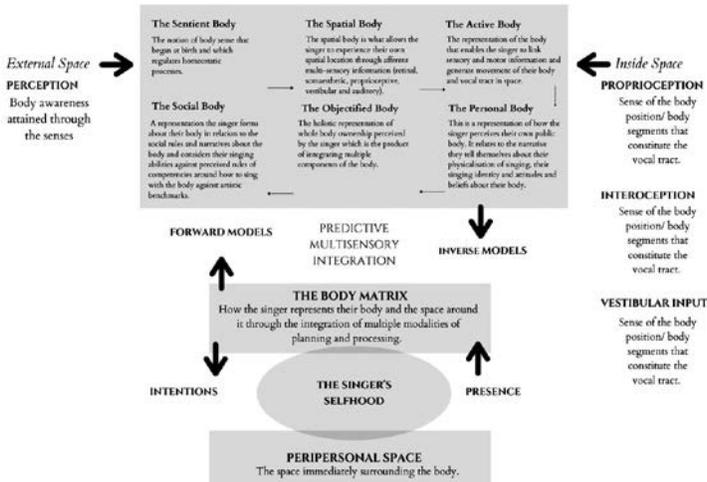 External Space
PERCEPTION
Body awareness
attained through
the senses
The Sentient Body
The notion of body sense that
began at birth and which
regulates homeostatic
processes.
The Spatial Body
The spatial body is what allows the
singer to experience their own
spatial location through afferent
multi-sensory information (retinal,
somaesthetic, proprioceptive,
vestibular and auditory).
The Active Body
The representation of the body
that enables the singer to link
sensory and motor information and
generate movement of their body
and vocal tract in space.
The Social Body
A representation the singer forms
about their body in relation to the
social rules and narratives about the
body and considers their singing
abilities against perceived rules of
competencies around how to sing
with the body against artistic
benchmarks.
The Objectified Body
The holistic representation of
whole body ownership perceived
by the singer which is the product
of integrating multiple
components of the body.
The Personal Body
This is a representation of how the
singer perceives their own public
body. It relates to the narrative
they tell themselves about their
physicalisation of singing, their
singing identity and attitudes and
beliefs about their body.
Inside Space
PROPRIOCEPTION
Sense of the body
position/ body
segments that
constitute the
vocal tract.
INTEROCEPTION
Sense of the body
position/ body
segments that
constitute the
vocal tract.
VESTIBULAR INPUT
Sense of the body
position/ body
segments that
constitute the
vocal tract.
FORWARD MODELS
PREDICTIVE
MULTISENSORY
INTEGRATION
INVERSE MODELS
THE BODY MATRIX
How the singer represents their body and the space around
it through the integration of multiple modalities of
planning and processing.
INTENTIONS
THE SINGER'S
SELFHOOD
PRESENCE
PERIPERSONAL SPACE
The space immediately surrounding the body.